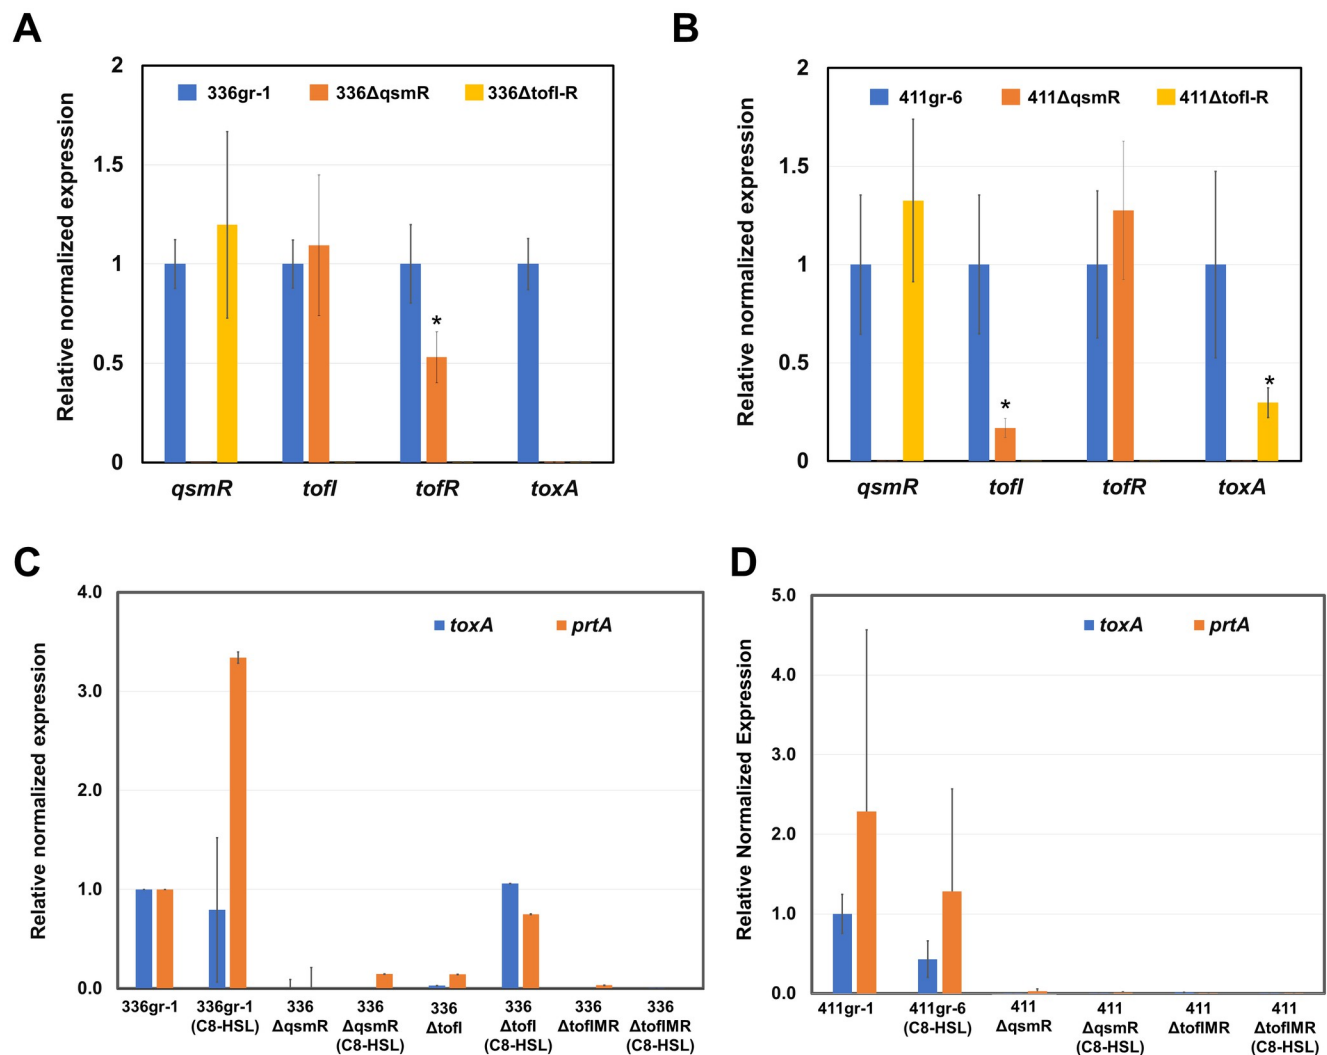 A
Relative normalized expression
2
1.5
1
0.5
0
336gr-1 336ΔqsmR 336ΔtofI-R
*
qsmR tofI tofR toxA
B
Relative normalized expression
2
1.5
1
0.5
0
411gr-6 411ΔqsmR 411ΔtofI-R
* *
qsmR tofI tofR toxA
C
Relative normalized expression
4.0
3.0
2.0
1.0
0.0
toxA prtA
336gr-1
336gr-1
(C8-HSL)
336
ΔqsmR
336
ΔqsmR
(C8-HSL)
336
ΔtofI
336
ΔtofI
(C8-HSL)
336
ΔtofIMR
336
ΔtofIMR
(C8-HSL)
D
Relative Normalized Expression
5.0
4.0
3.0
2.0
1.0
0.0
toxA prtA
411gr-1
411gr-6
(C8-HSL)
411
ΔqsmR
411
ΔqsmR
(C8-HSL)
411
ΔtofIMR
411
ΔtofIMR
(C8-HSL)